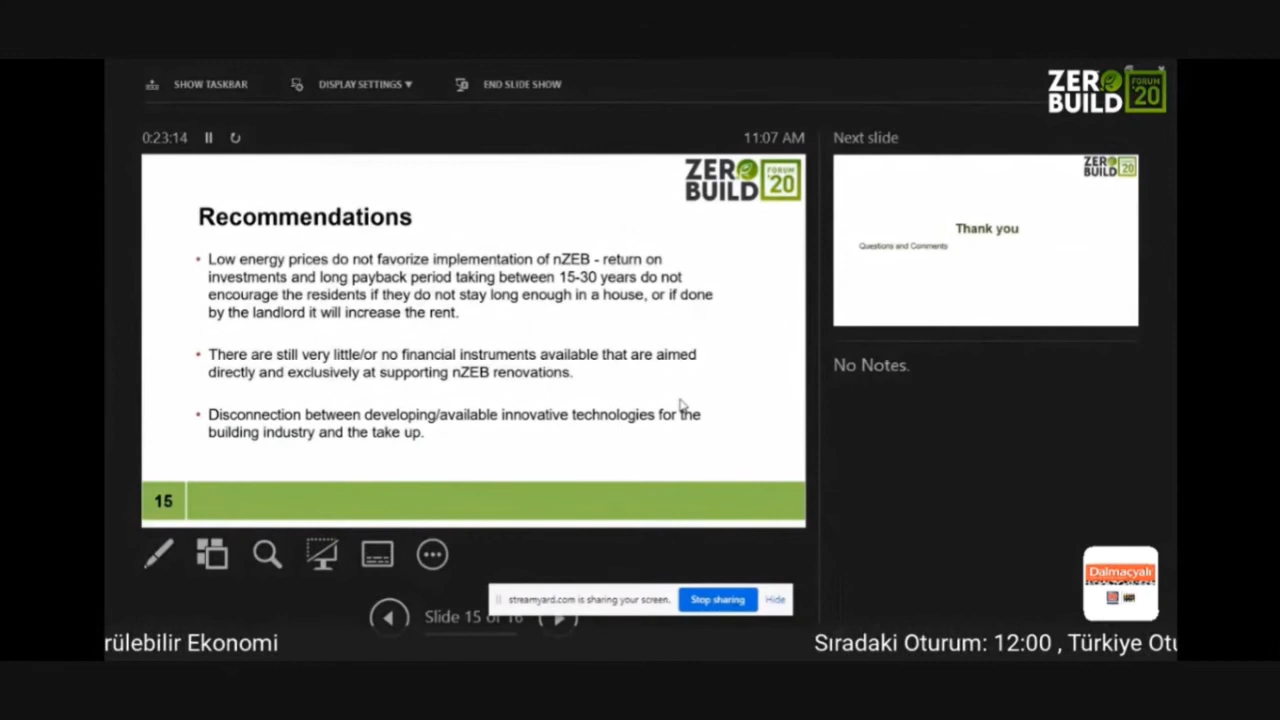 SHOW TASKBAR
DISPLAY SETTINGS ▼
END SLIDE SHOW
ZERO BUILD FORUM '20
0:23:14
11:07 AM
Next slide
ZERO BUILD FORUM '20
Recommendations
• Low energy prices do not favorize implementation of nZEB - return on
investments and long payback period taking between 15-30 years do not
encourage the residents if they do not stay long enough in a house, or if done
by the landlord it will increase the rent.
• There are still very little/or no financial instruments available that are aimed
directly and exclusively at supporting nZEB renovations.
• Disconnection between developing/available innovative technologies for the
building industry and the take up.
15
ZERO BUILD FORUM '20
Thank you
Questions and Comments
No Notes.
Dalmaçyalı
streamyard.com is sharing your screen.
Stop sharing
Hide
Slide 15 of 16
rülebilir Ekonomi
Sıradaki Oturum: 12:00 , Türkiye Otu